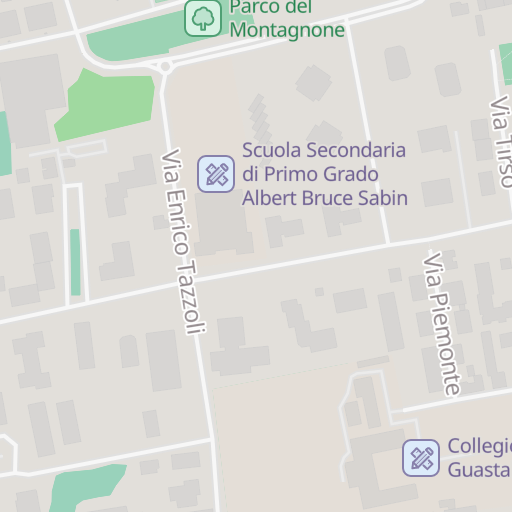 Parco del
Montagnone
Scuola Secondaria
di Primo Grado
Albert Bruce Sabin
Via Tirso
Via Enrico Tazzoli
Via Piemonte
Collegio
Guasta